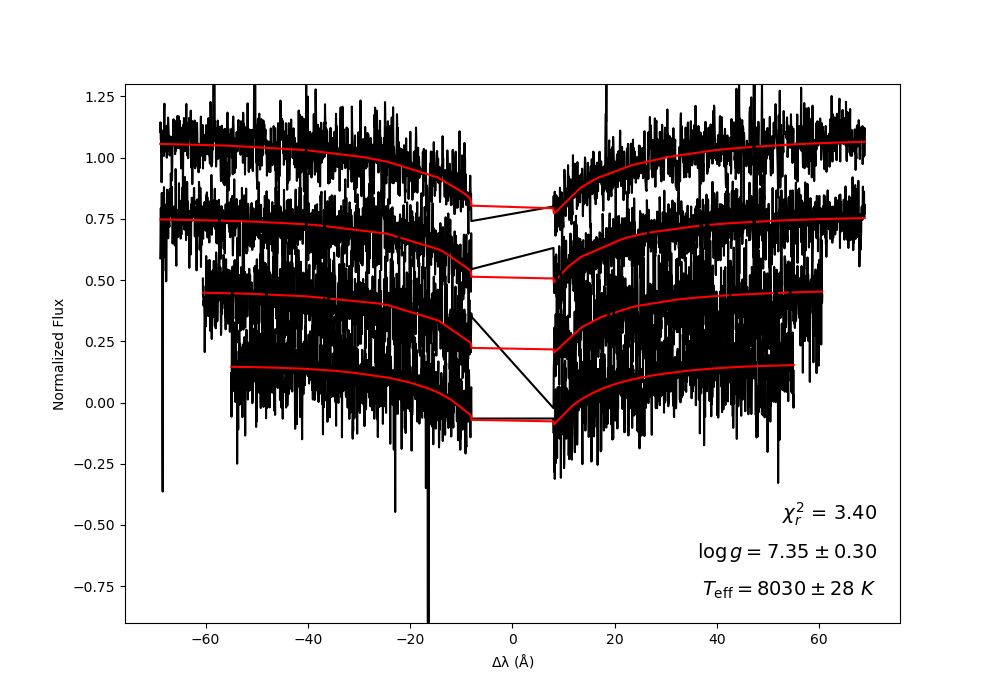 1.25
1.00
0.75
0.50
0.25
0.00
−0.25
−0.50
−0.75
Normalized Flux
χ²ᵣ = 3.40
log g = 7.35 ± 0.30
T_eff = 8030 ± 28 K
−60 −40 −20 0 20 40 60
Δλ (Å)